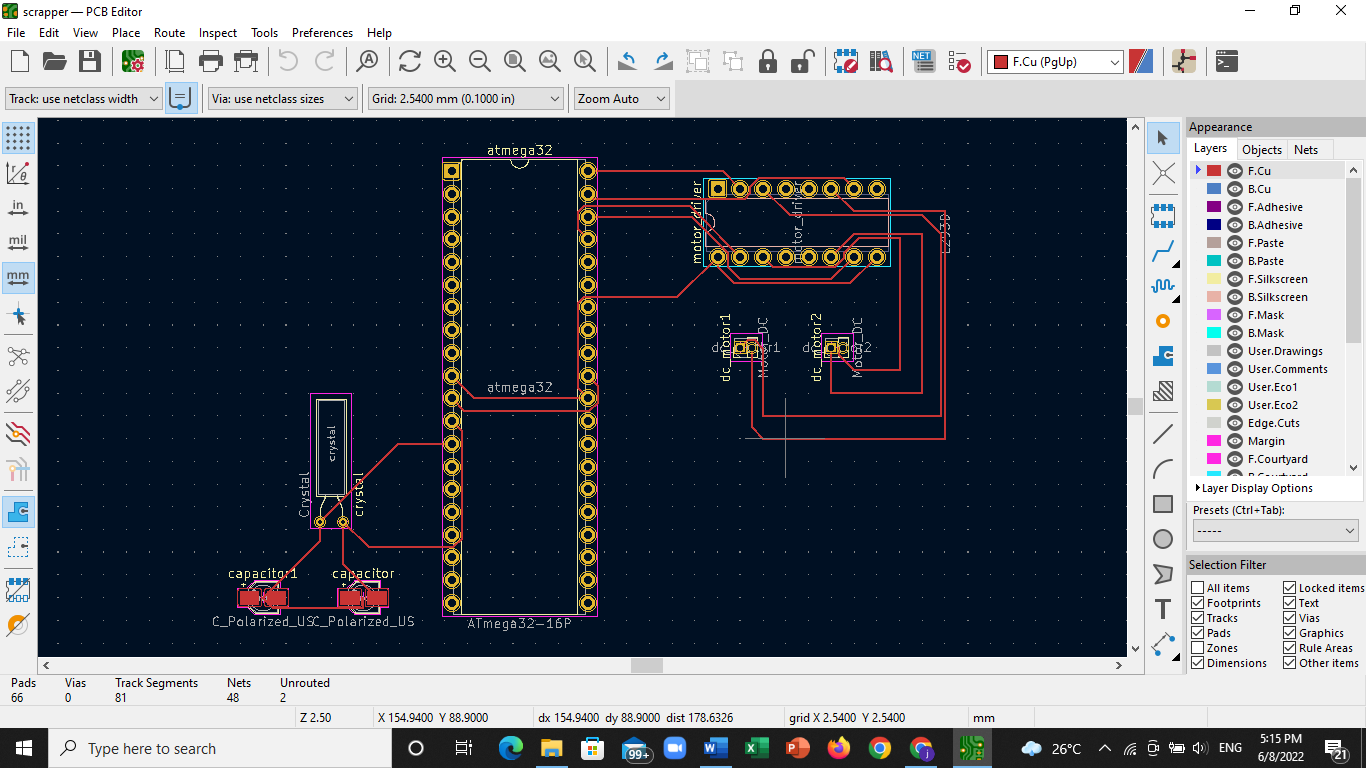 scrapper — PCB Editor
File Edit View Place Route Inspect Tools Preferences Help
F.Cu (PgUp)
Track: use netclass width Via: use netclass sizes Grid: 2.5400 mm (0.1000 in) Zoom Auto
in
mil
mm
atmega32
motor_driver
motor_driver
L293D
atmega32
dc_motor1
Motor_DC
dc_motor2
Motor_DC
crystal
Crystal
crystal
capacitor1 capacitor
C_Polarized_US C_Polarized_US
ATmega32-16P
Appearance
Layers Objects Nets
F.Cu
B.Cu
F.Adhesive
B.Adhesive
F.Paste
B.Paste
F.Silkscreen
B.Silkscreen
F.Mask
B.Mask
User.Drawings
User.Comments
User.Eco1
User.Eco2
Edge.Cuts
Margin
F.Courtyard
B.Courtyard
Layer Display Options
Presets (Ctrl+Tab):
-----
Selection Filter
All items Locked items
Footprints Text
Tracks Vias
Pads Graphics
Zones Rule Areas
Dimensions Other items
Pads Vias Track Segments Nets Unrouted
66 0 81 48 2
Z 2.50 X 154.9400 Y 88.9000 dx 154.9400 dy 88.9000 dist 178.6326 grid X 2.5400 Y 2.5400 mm
Type here to search
99+
26°C
ENG
5:15 PM
6/8/2022
21